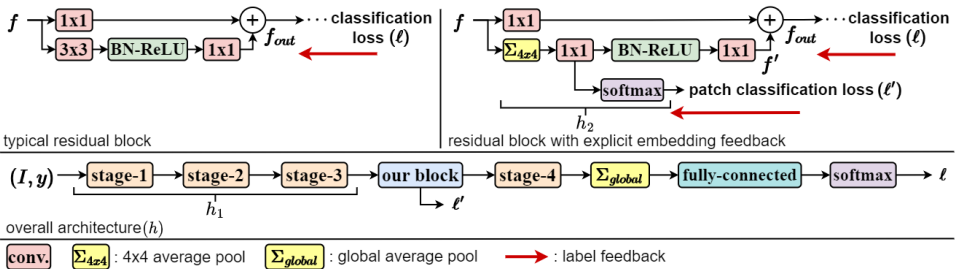 f 1x1 + ··· classification
loss (ℓ)
3x3 BN-ReLU 1x1 f_out
typical residual block
f 1x1 + ··· classification
loss (ℓ)
Σ_4x4 1x1 BN-ReLU 1x1 f_out
f'
softmax patch classification loss (ℓ')
h_2
residual block with explicit embedding feedback
(I, y) stage-1 stage-2 stage-3 our block stage-4 Σ_global fully-connected softmax ℓ
h_1 ℓ'
overall architecture(h)
conv. Σ_4x4 : 4x4 average pool Σ_global : global average pool : label feedback